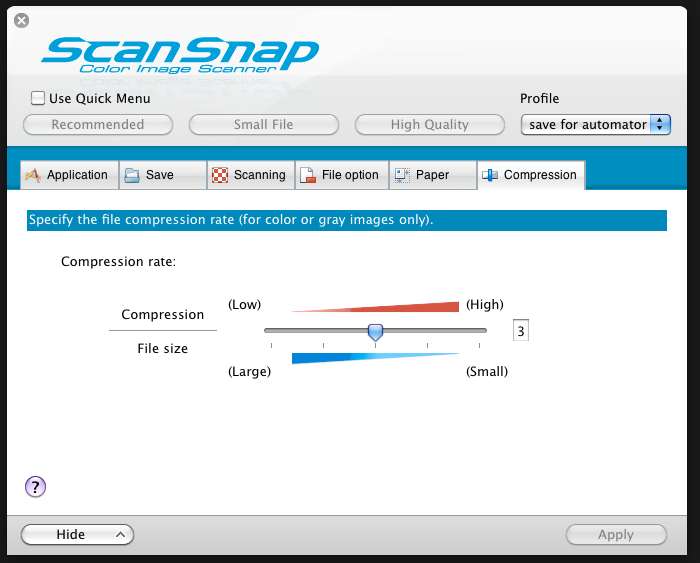 ScanSnap
Color Image Scanner
Use Quick Menu
Profile
Recommended Small File High Quality save for automator
Application Save Scanning File option Paper Compression
Specify the file compression rate (for color or gray images only).
Compression rate:
(Low) (High)
Compression
3
File size
(Large) (Small)
?
Hide Apply